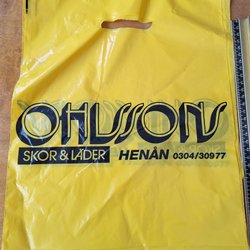 OHLSSONS
SKOR & LÄDER HENÅN 0304/30977